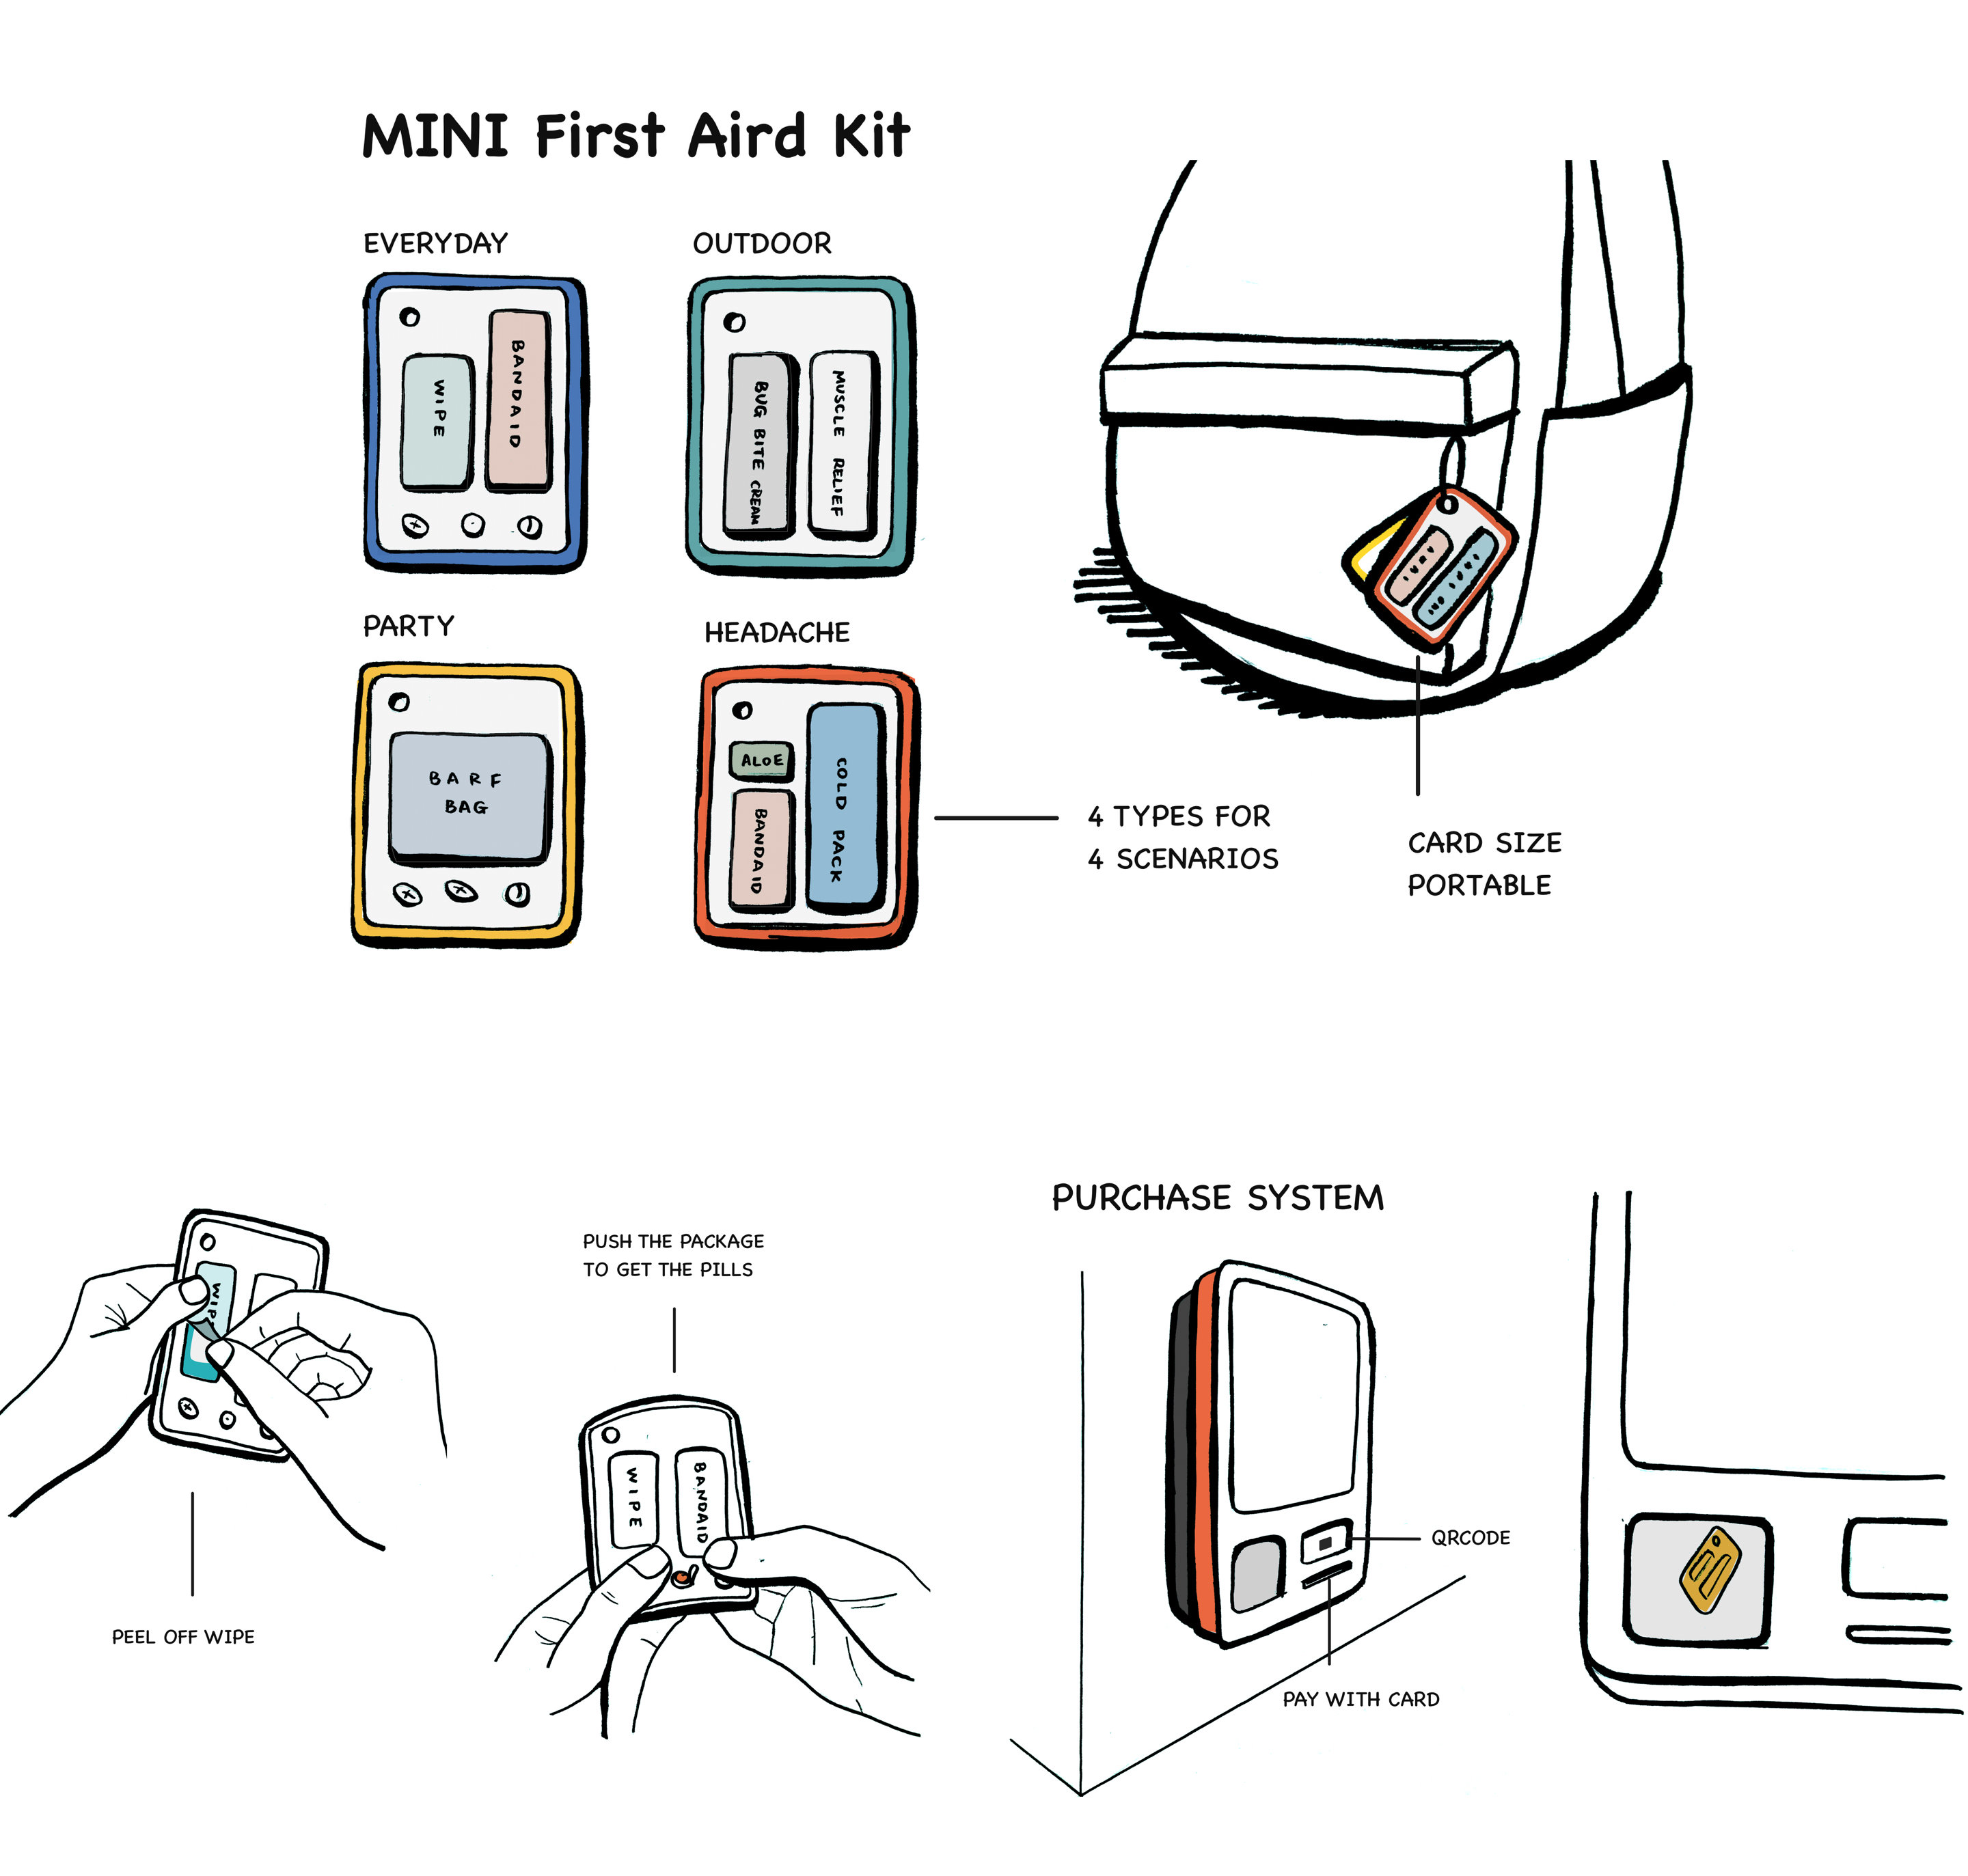 MINI First Aird Kit
EVERYDAY
OUTDOOR
WIPE
BANDAID
BUG BITE CREAM
MUSCLE RELIEF
PARTY
HEADACHE
BARF
BAG
ALOE
BANDAID
COLD PACK
4 TYPES FOR
4 SCENARIOS
CARD SIZE
PORTABLE
WIP
PEEL OFF WIPE
PUSH THE PACKAGE
TO GET THE PILLS
WIPE
BANDAID
PURCHASE SYSTEM
QRCODE
PAY WITH CARD